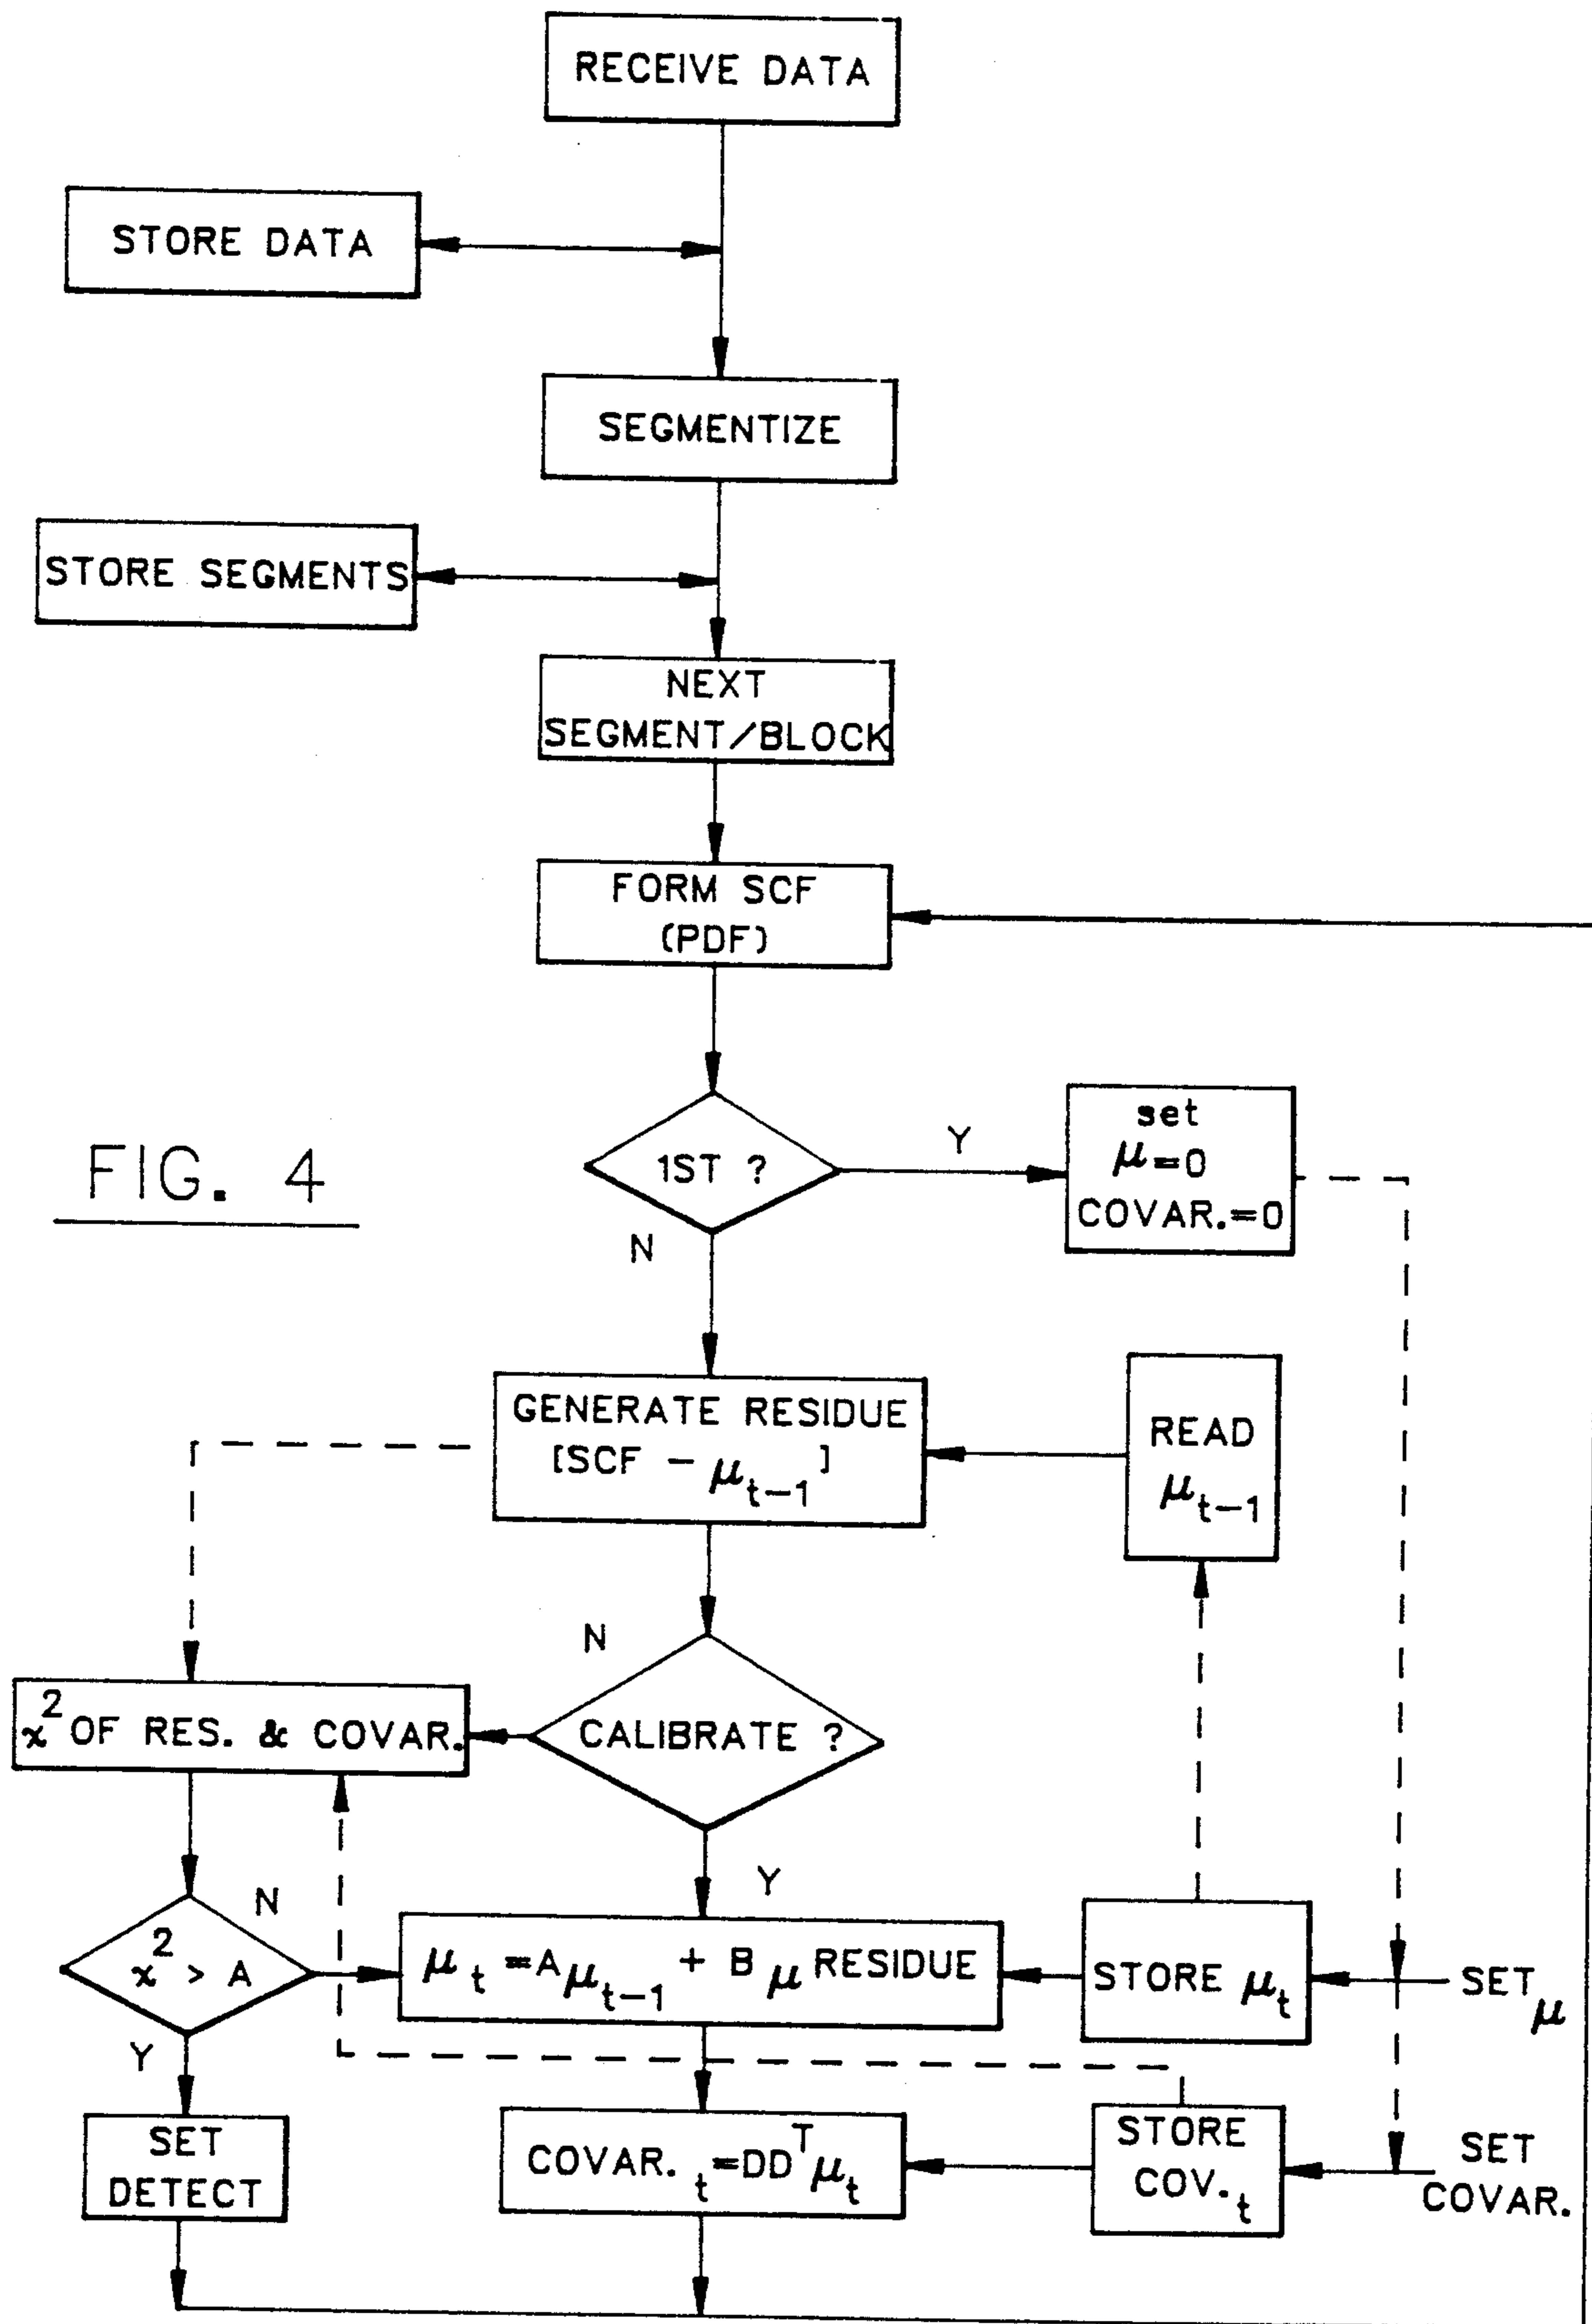 RECEIVE DATA
STORE DATA
SEGMENTIZE
STORE SEGMENTS
NEXT
SEGMENT/BLOCK
FORM SCF
(PDF)
1ST ?
Y
set
μ=0
COVAR.=0
FIG. 4
N
GENERATE RESIDUE
[SCF - μt-1]
READ
μt-1
N
x² OF RES. & COVAR.
CALIBRATE ?
Y
N
x² > A
μt = Aμt-1 + Bμ RESIDUE
STORE μt
SET μ
Y
SET
DETECT
COVAR.t=DDᵀμt
STORE
COV.t
SET
COVAR.